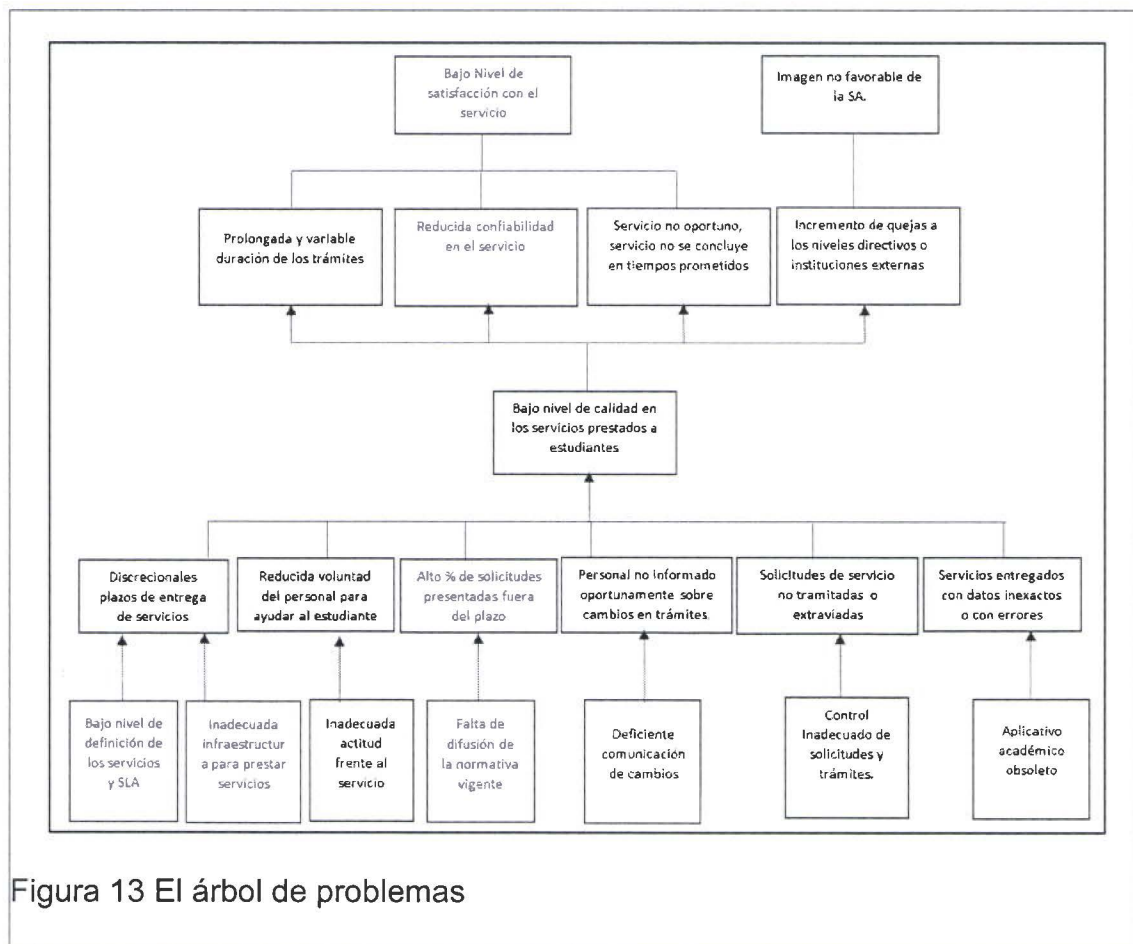 Bajo Nivel de
satisfacción con el
servicio
Imagen no favorable de
la SA.
Prolongada y variable
duración de los trámites
Reducida confiabilidad
en el servicio
Servicio no oportuno,
servicio no se concluye
en tiempos prometidos
Incremento de quejas a
los niveles directivos o
instituciones externas
Bajo nivel de calidad en
los servicios prestados a
estudiantes
Discrecionales
plazos de entrega
de servicios
Reducida voluntad
del personal para
ayudar al estudiante
Alto % de solicitudes
presentadas fuera
del plazo
Personal no informado
oportunamente sobre
cambios en trámites
Solicitudes de servicio
no tramitadas o
extraviadas
Servicios entregados
con datos inexactos
o con errores
Bajo nivel de
definición de
los servicios
y SLA
Inadecuada
infraestructur
a para prestar
servicios
Inadecuada
actitud
frente al
servicio
Falta de
difusión de
la normativa
vigente
Deficiente
comunicación
de cambios
Control
Inadecuado de
solicitudes y
trámites.
Aplicativo
académico
obsoleto
Figura 13 El árbol de problemas